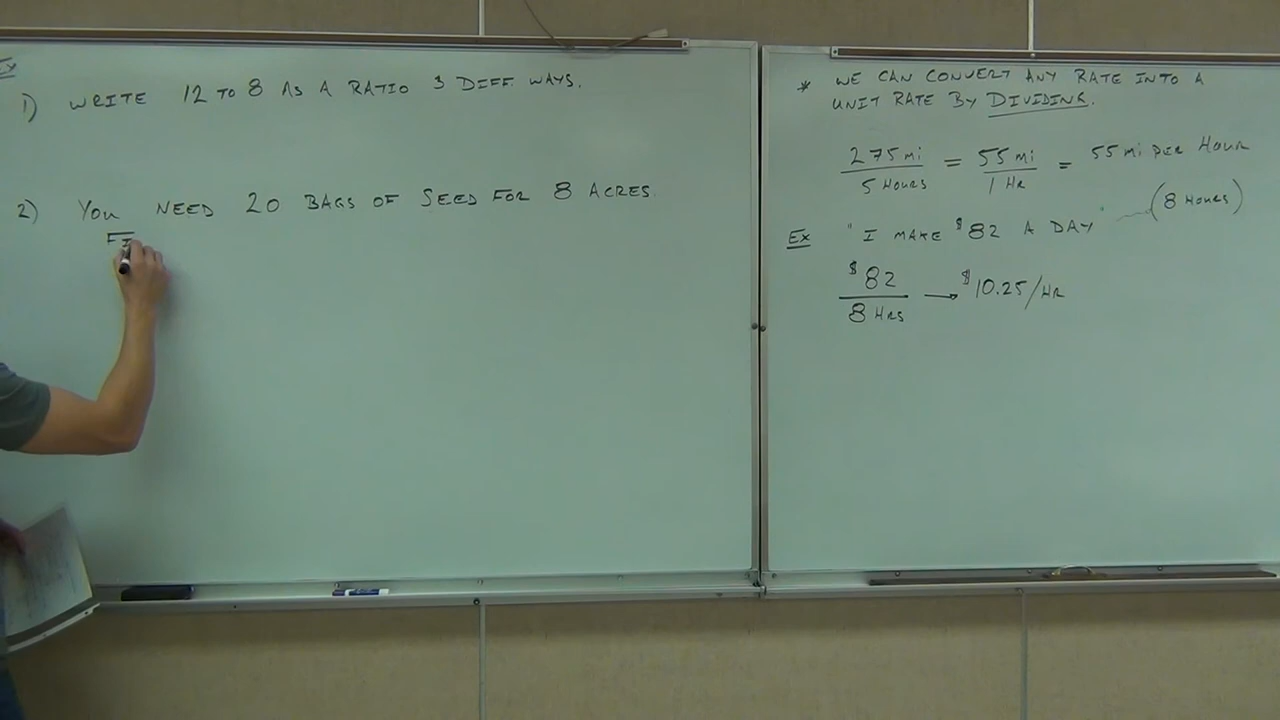 Ex
1) WRITE 12 TO 8 AS A RATIO 3 DIFF. WAYS.
2) YOU NEED 20 BAGS OF SEED FOR 8 ACRES.
FI
* WE CAN CONVERT ANY RATE INTO A
UNIT RATE BY DIVIDING.
275 mi / 5 HOURS = 55 mi / 1 HR = 55 mi PER HOUR
(8 HOURS)
Ex "I MAKE $82 A DAY"
$82 / 8 HRS → $10.25/HR